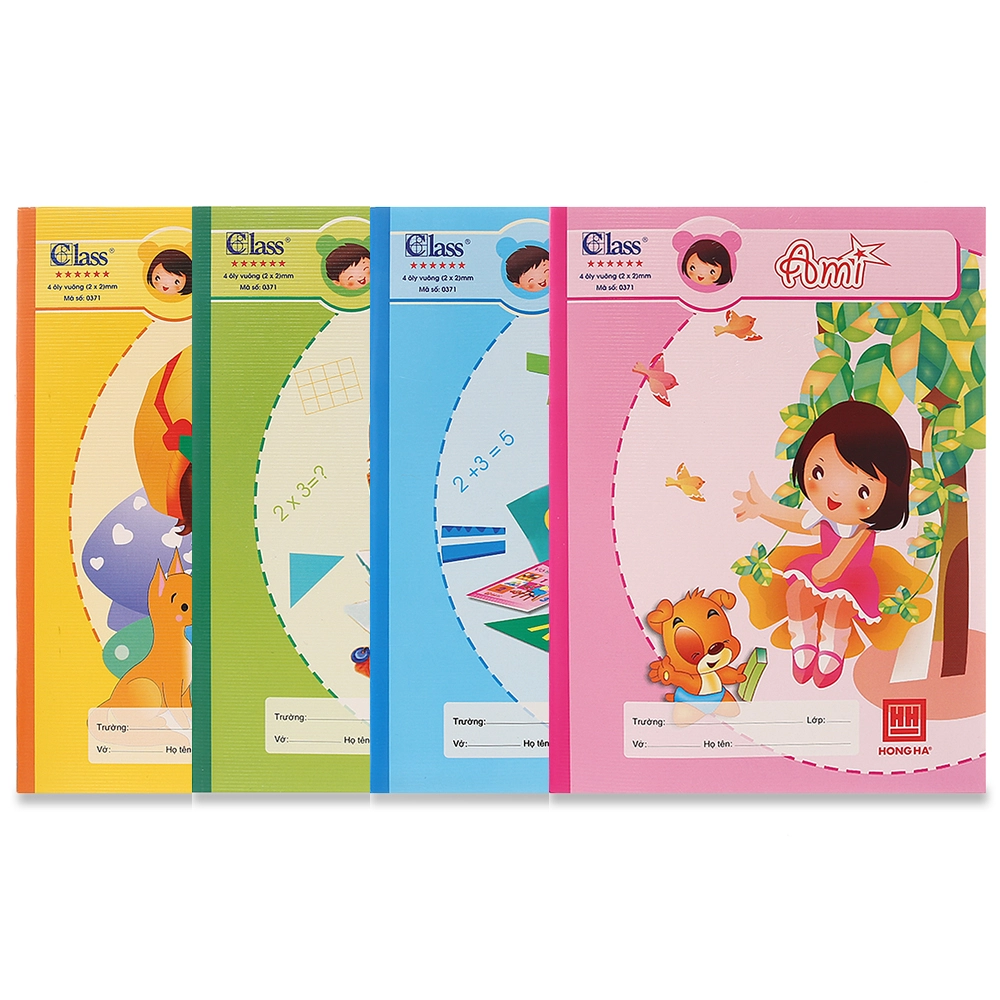 Class®
★★★★★★
4 ôly vuông (2 x 2)mm
Mã số: 0371
Trường:
Vở: Họ tên
Class®
★★★★★★
4 ôly vuông (2 x 2)mm
Mã số: 0371
2 x 3=?
Trường:
Vở: Họ tên
Class®
★★★★★★
4 ôly vuông (2 x 2)mm
Mã số: 0371
2 +3 = 5
Trường:
Vở: Họ tên
Class®
★★★★★★
4 ôly vuông (2 x 2)mm
Mã số: 0371
Ami
Trường: Lớp:
Vở: Họ tên:
HH
HONG HA®